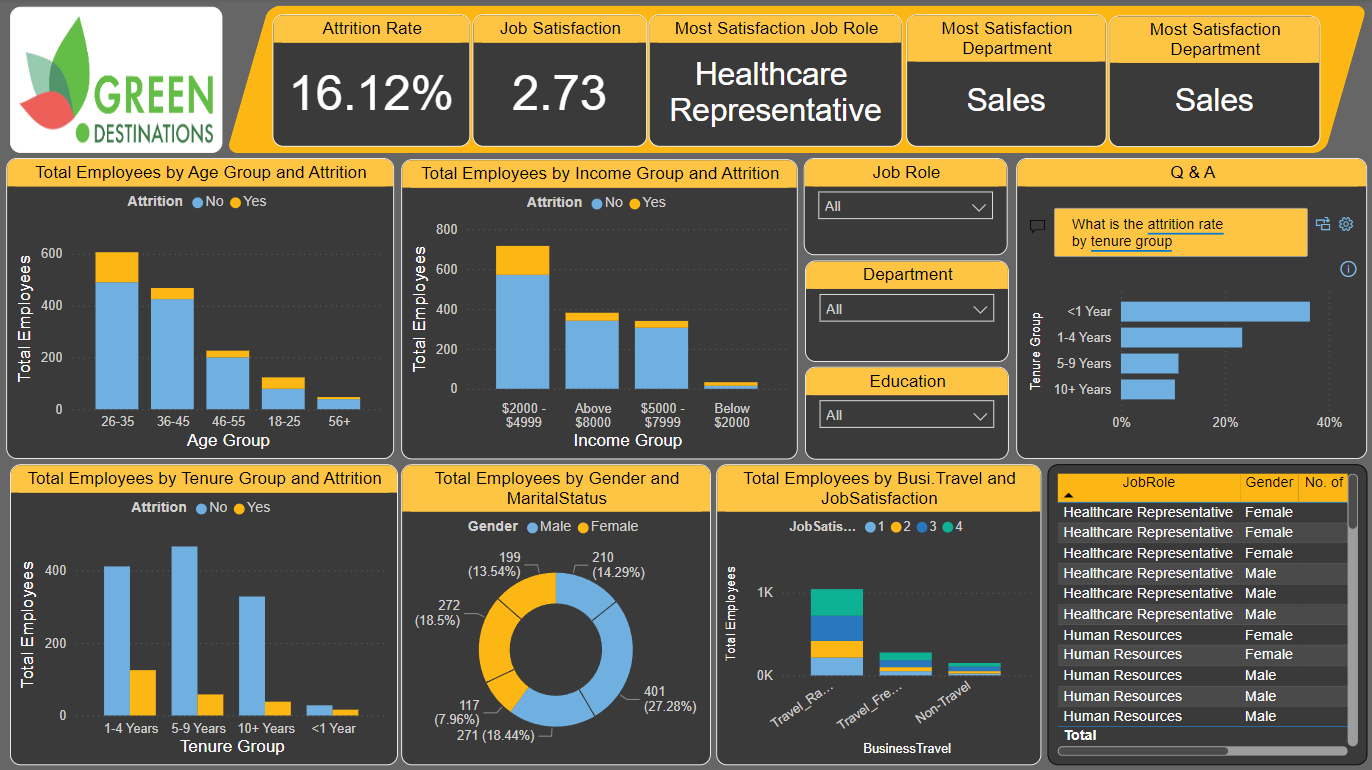 GREEN
DESTINATIONS
Attrition Rate
16.12%
Job Satisfaction
2.73
Most Satisfaction Job Role
Healthcare
Representative
Most Satisfaction
Department
Sales
Most Satisfaction
Department
Sales
Total Employees by Age Group and Attrition
Attrition No Yes
Total Employees
600
400
200
0
26-35 36-45 46-55 18-25 56+
Age Group
Total Employees by Income Group and Attrition
Attrition No Yes
Total Employees
800
600
400
200
0
$2000 - Above $5000 - Below
$4999 $8000 $7999 $2000
Income Group
Job Role
All
Department
All
Education
All
Q & A
What is the attrition rate
by tenure group
Tenure Group
<1 Year
1-4 Years
5-9 Years
10+ Years
0% 20% 40%
Total Employees by Tenure Group and Attrition
Attrition No Yes
Total Employees
400
200
0
1-4 Years 5-9 Years 10+ Years <1 Year
Tenure Group
Total Employees by Gender and
MaritalStatus
Gender Male Female
199
(13.54%)
210
(14.29%)
272
(18.5%)
401
(27.28%)
117
(7.96%)
271 (18.44%)
Total Employees by Busi.Travel and
JobSatisfaction
JobSatis... 1 2 3 4
Total Employees
1K
0K
Travel_Ra... Travel_Fre... Non-Travel
BusinessTravel
JobRole Gender No. of
Healthcare Representative Female
Healthcare Representative Female
Healthcare Representative Female
Healthcare Representative Male
Healthcare Representative Male
Healthcare Representative Male
Human Resources Female
Human Resources Female
Human Resources Male
Human Resources Male
Human Resources Male
Total